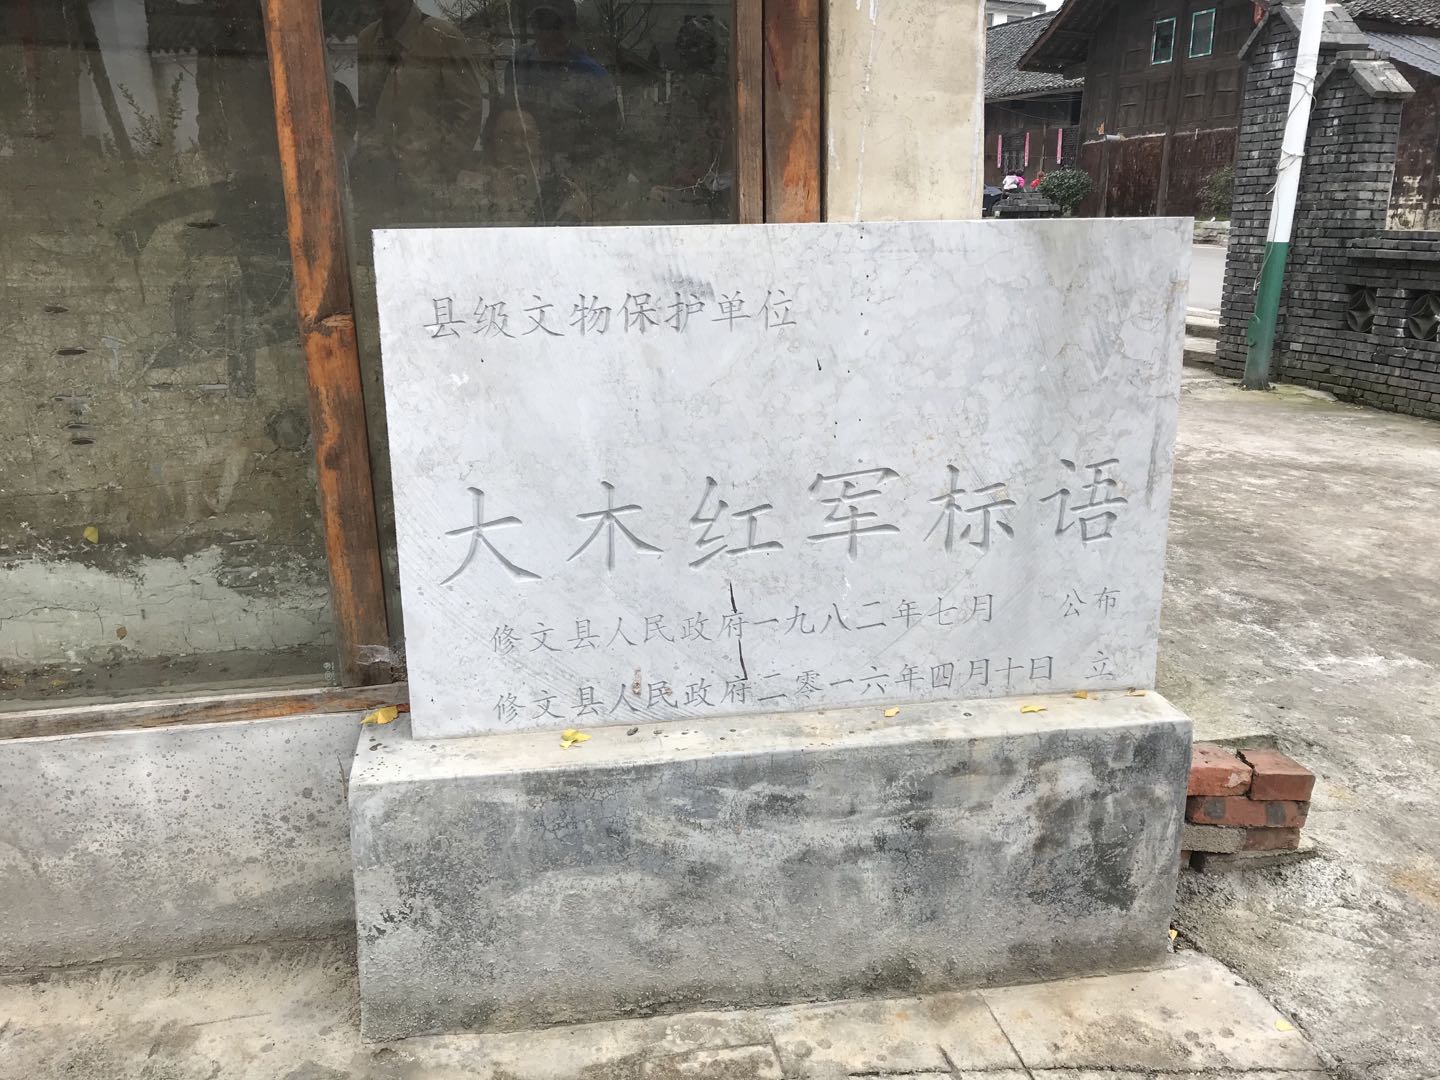 县级文物保护单位
大木红军标语
修文县人民政府一九八二年七月 公布
修文县人民政府二零一六年四月十日 立